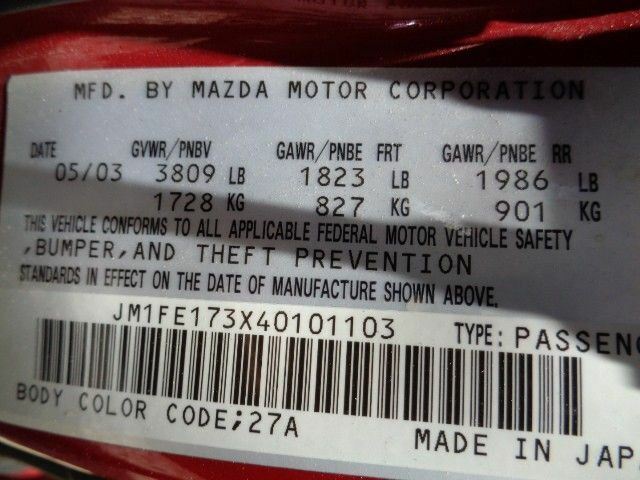 MFD. BY MAZDA MOTOR CORPORATION
DATE GVWR/PNBV GAWR/PNBE FRT GAWR/PNBE RR
05/03 3809 LB 1823 LB 1986 LB
1728 KG 827 KG 901 KG
THIS VEHICLE CONFORMS TO ALL APPLICABLE FEDERAL MOTOR VEHICLE SAFETY
,BUMPER,AND THEFT PREVENTION
STANDARDS IN EFFECT ON THE DATE OF MANUFACTURE SHOWN ABOVE.
JM1FE173X40101103 TYPE: PASSEN
BODY COLOR CODE;27A
MADE IN JAP